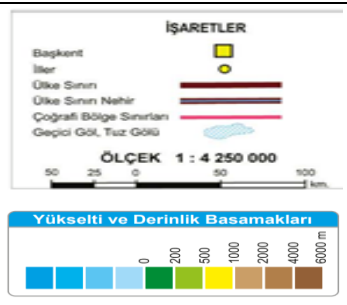 İŞARETLER
Başkent
İller
Ülke Sınırı
Ülke Sınırı Nehir
Coğrafi Bölge Sınırları
Geçici Göl, Tuz Gölü
ÖLÇEK 1 : 4 250 000
50 25 0 50 100
km.
Yükselti ve Derinlik Basamakları
0 200 500 1000 2000 4000 6000 m